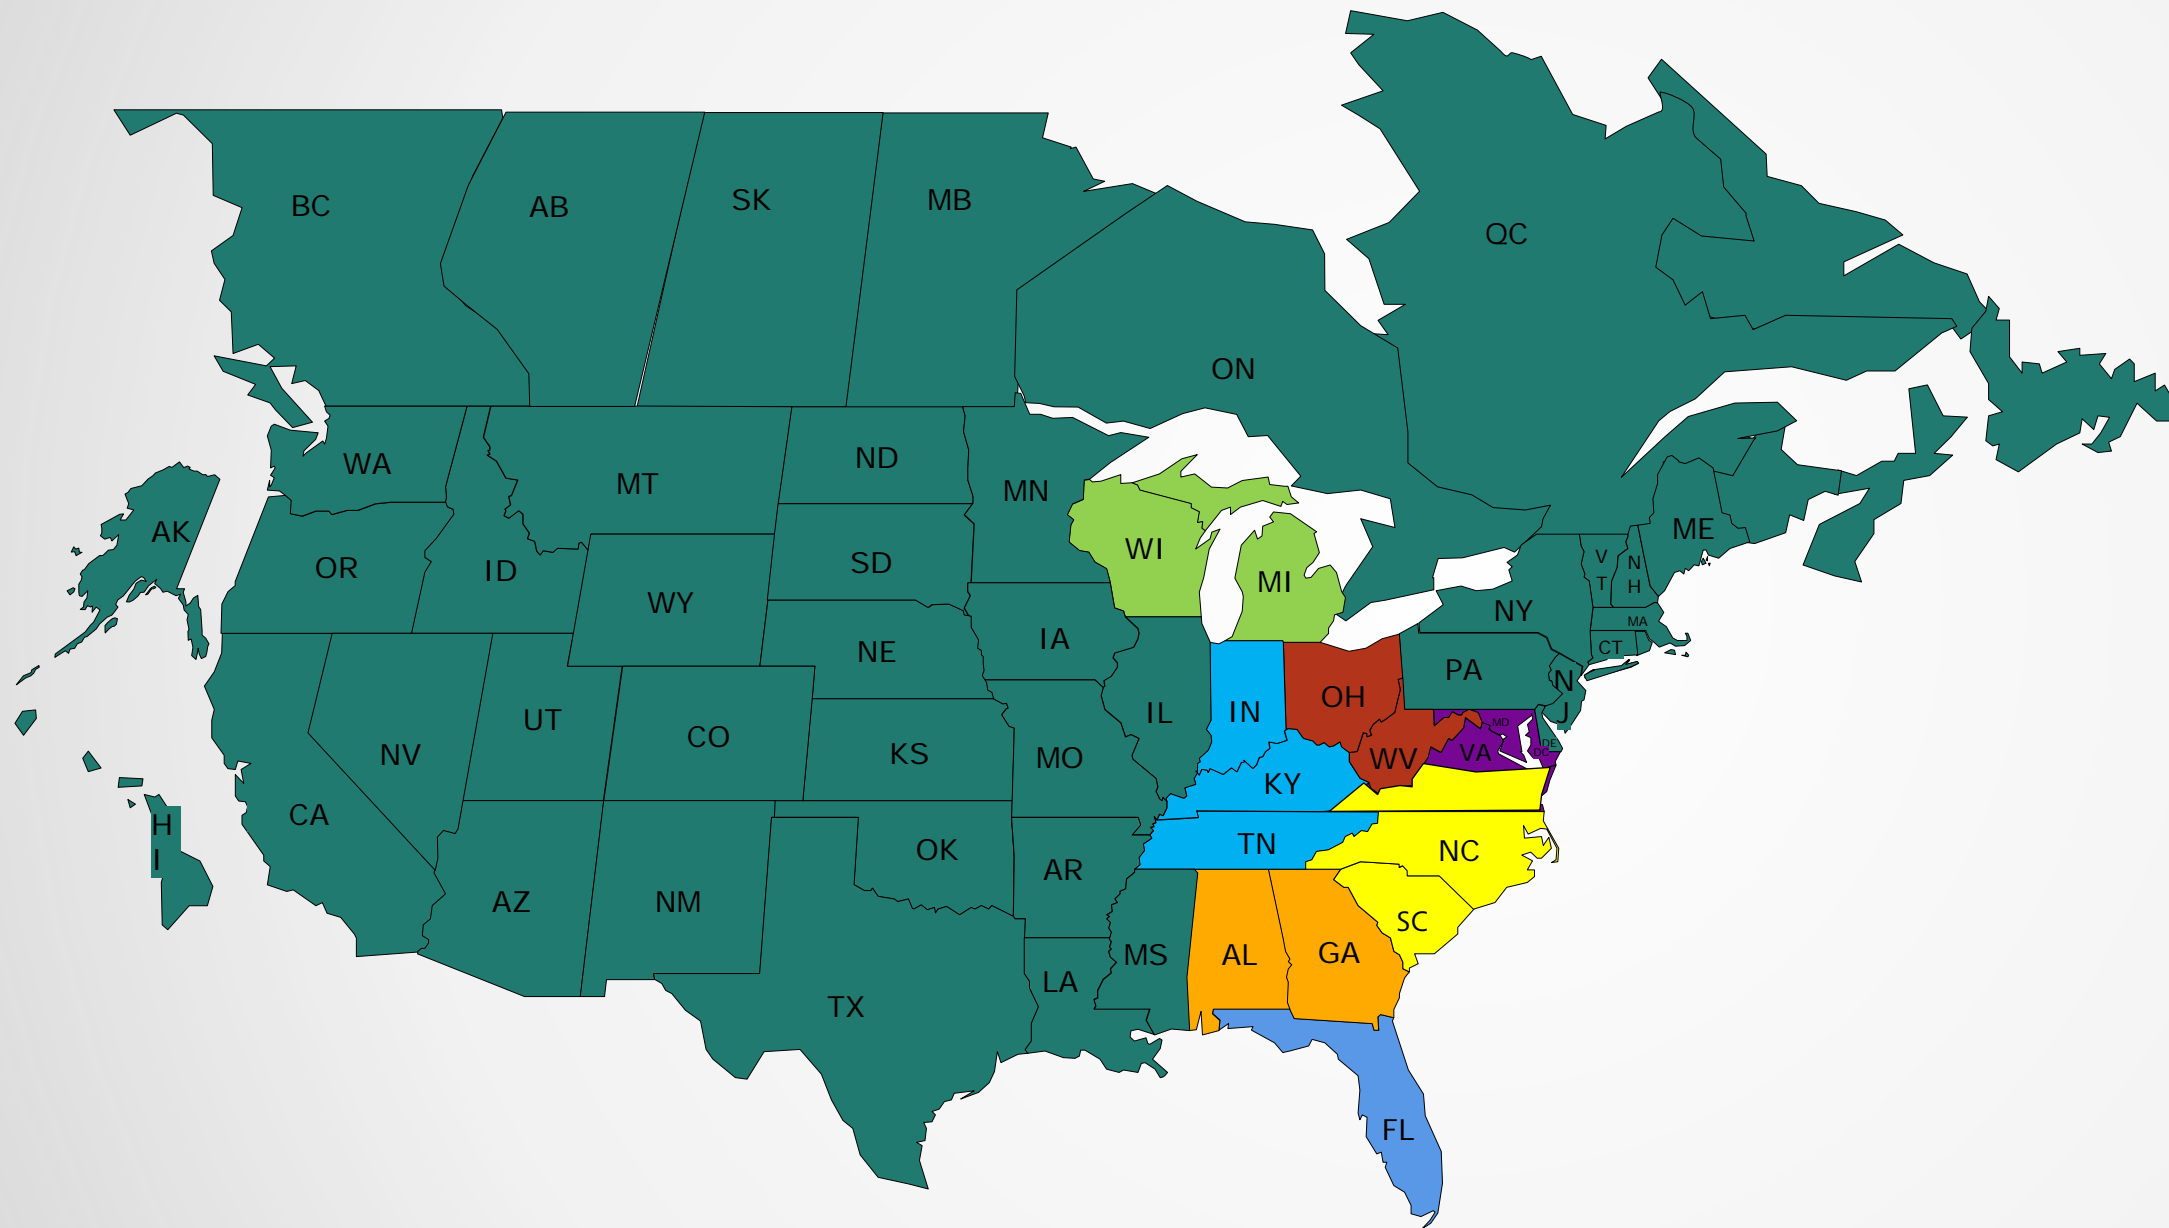 BC
AB
SK
MB
QC
ON
WA
MT
ND
MN
AK
OR
ID
WY
SD
WI
MI
ME
V
T
N
H
NY
MA
CT
NE
IA
PA
N
J
UT
CO
KS
MO
IL
IN
OH
WV
VA
MD
DE
DC
NV
CA
H
I
KY
TN
NC
OK
AR
AZ
NM
SC
MS
AL
GA
LA
TX
FL